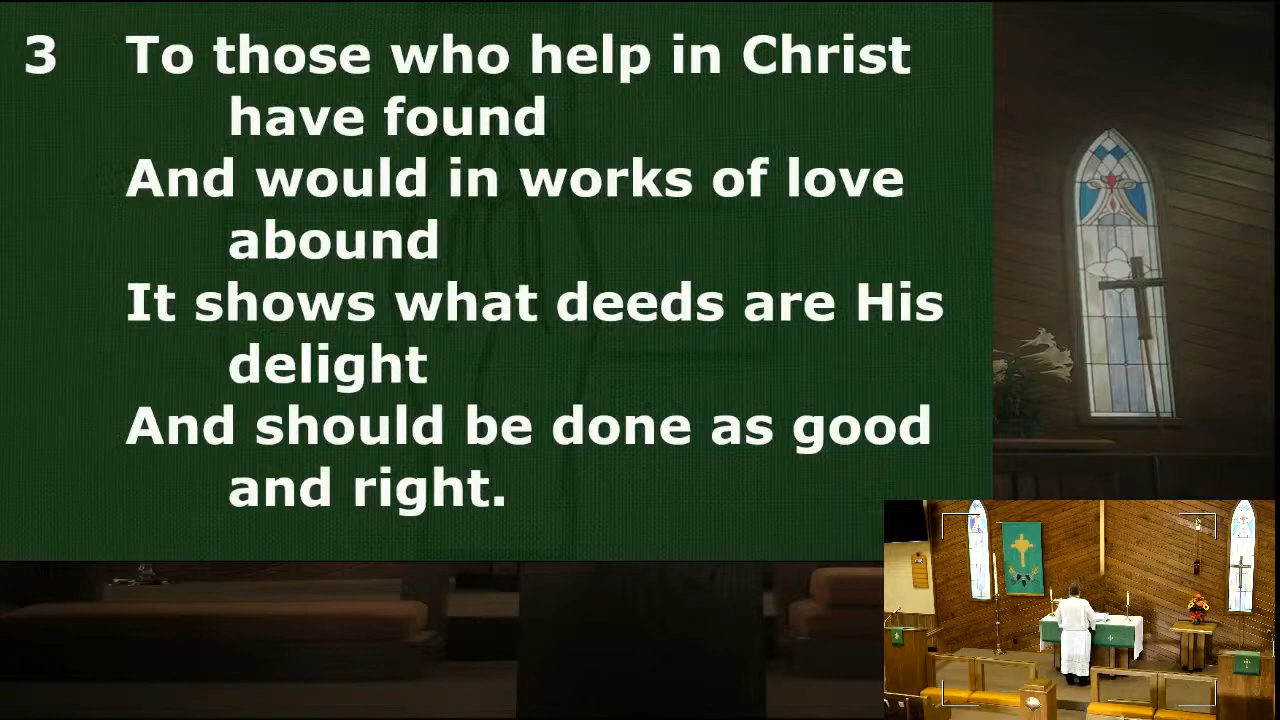 3 To those who help in Christ
have found
And would in works of love
abound
It shows what deeds are His
delight
And should be done as good
and right.